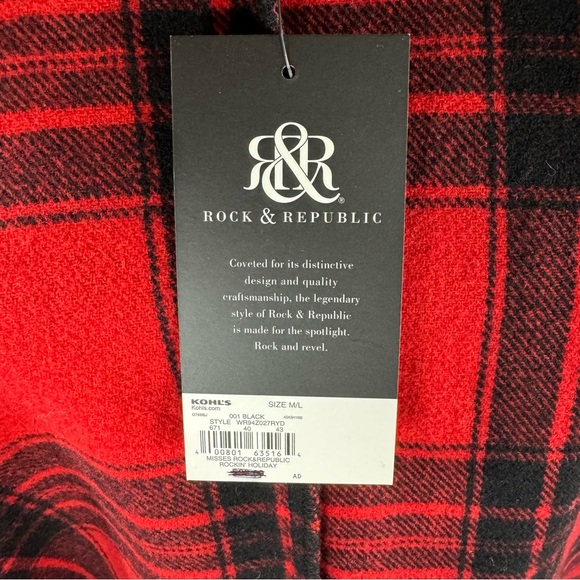 R&R
®
ROCK & REPUBLIC
Coveted for its distinctive
design and quality
craftsmanship, the legendary
style of Rock & Republic
is made for the spotlight.
Rock and revel.
KOHL'S SIZE M/L
Kohls.com
001 BLACK
STYLE WR94Z027RYD
671 40 43
4 00801 63516 4
MISSES ROCK&REPUBLIC
ROCKIN' HOLIDAY
AD